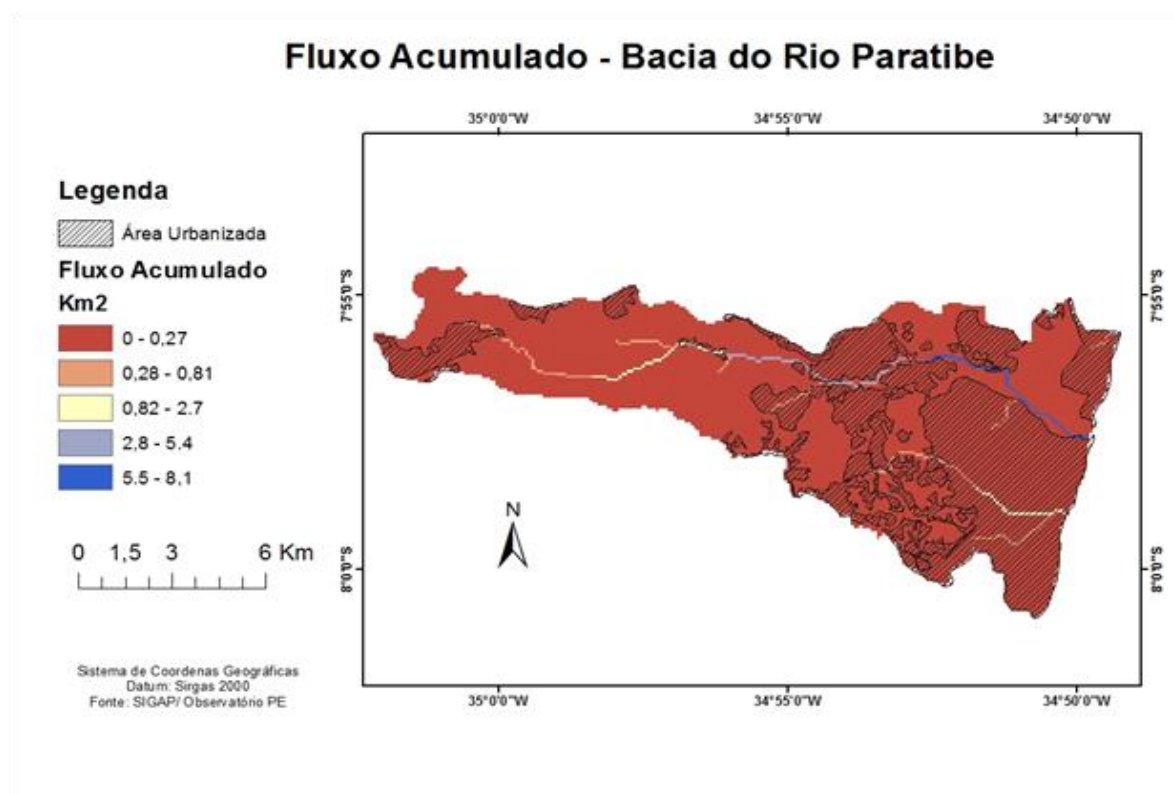 Fluxo Acumulado - Bacia do Rio Paratibe
35°0'0"W 34°55'0"W 34°50'0"W
Legenda
Área Urbanizada
Fluxo Acumulado
Km2
0 - 0,27
0,28 - 0,81
0,82 - 2,7
2,8 - 5,4
5,5 - 8,1
7°55'0"S 7°55'0"S
N
0 1,5 3 6 Km
8°0'0"S 8°0'0"S
Sistema de Coordenas Geográficas
Datum: Sirgas 2000
Fonte: SIGAP/ Observatório PE
35°0'0"W 34°55'0"W 34°50'0"W